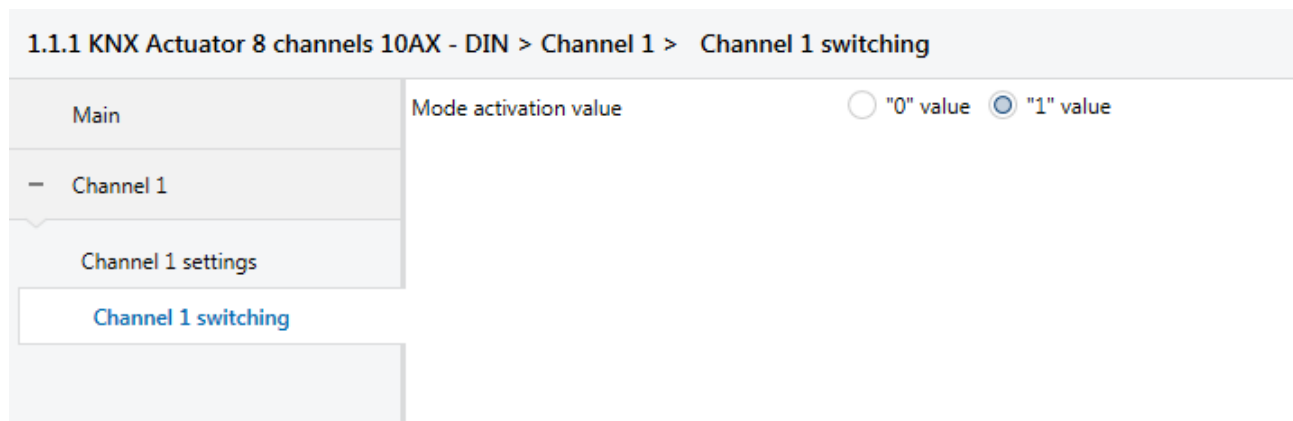 1.1.1 KNX Actuator 8 channels 10AX - DIN > Channel 1 > Channel 1 switching
Main
Mode activation value "0" value "1" value
− Channel 1
Channel 1 settings
Channel 1 switching